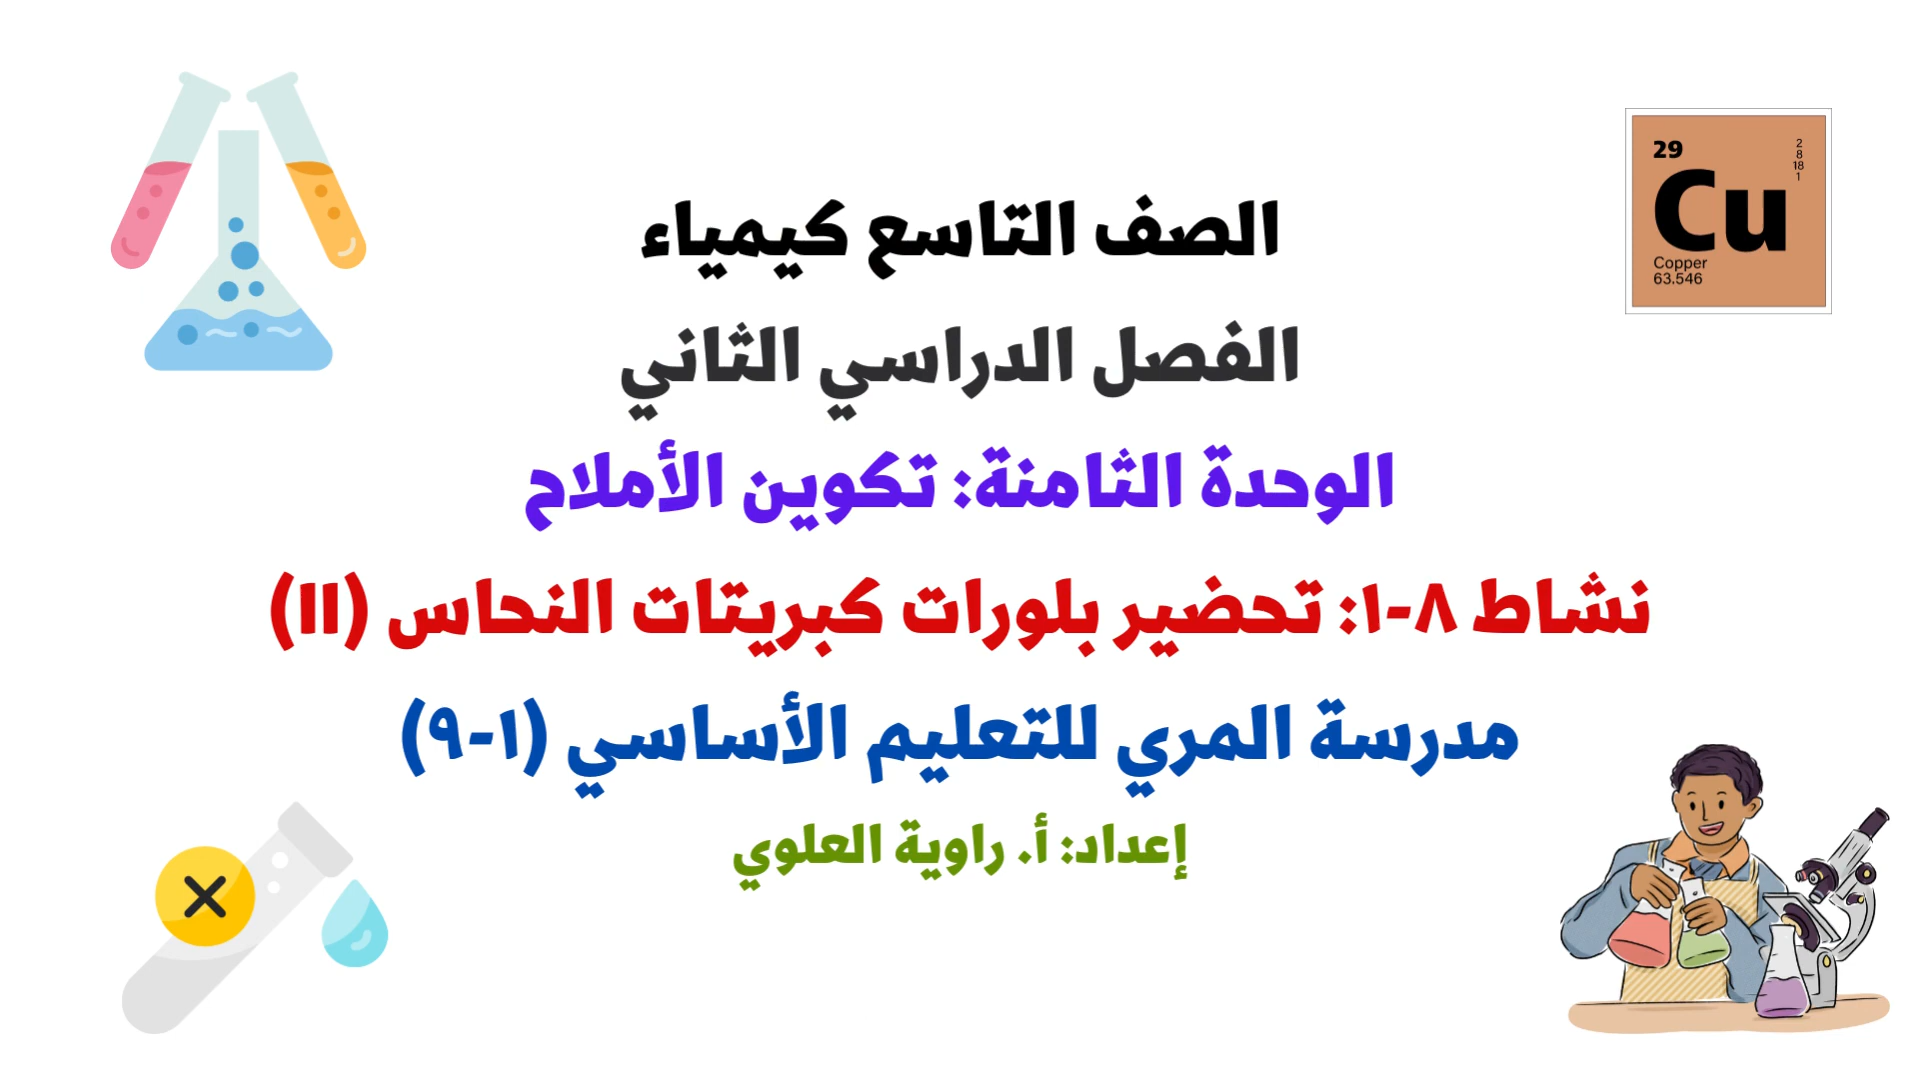 29
2
8
18
1
Cu
Copper
63.546
الصف التاسع كيمياء
الفصل الدراسي الثاني
الوحدة الثامنة: تكوين الأملاح
نشاط ٨-١: تحضير بلورات كبريتات النحاس (II)
مدرسة المري للتعليم الأساسي (١-٩)
إعداد: أ. راوية العلوي